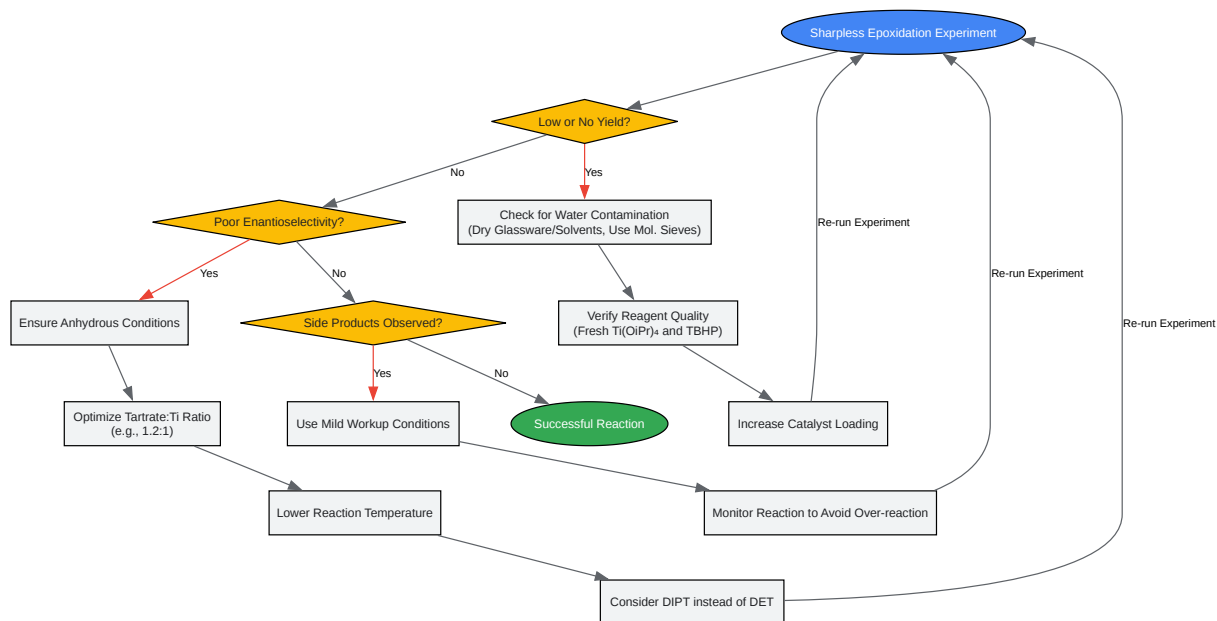 Sharpless Epoxidation Experiment
Low or No Yield?
No
Yes
Poor Enantioselectivity?
Check for Water Contamination
(Dry Glassware/Solvents, Use Mol. Sieves)
Re-run Experiment
Yes
No
Re-run Experiment
Ensure Anhydrous Conditions
Side Products Observed?
Verify Reagent Quality
(Fresh Ti(OiPr)₄ and TBHP)
Re-run Experiment
Yes
No
Optimize Tartrate:Ti Ratio
(e.g., 1.2:1)
Use Mild Workup Conditions
Successful Reaction
Increase Catalyst Loading
Lower Reaction Temperature
Monitor Reaction to Avoid Over-reaction
Consider DIPT instead of DET